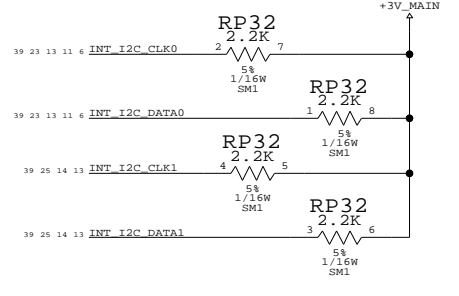 +3V_MAIN
RP32
2.2K
39 23 13 11 6 INT_I2C_CLK0 2 7
5%
1/16W
SM1
RP32
2.2K
39 23 13 11 6 INT_I2C_DATA0 1 8
5%
1/16W
SM1
RP32
2.2K
39 25 14 13 INT_I2C_CLK1 4 5
5%
1/16W
SM1
RP32
2.2K
39 25 14 13 INT_I2C_DATA1 3 6
5%
1/16W
SM1